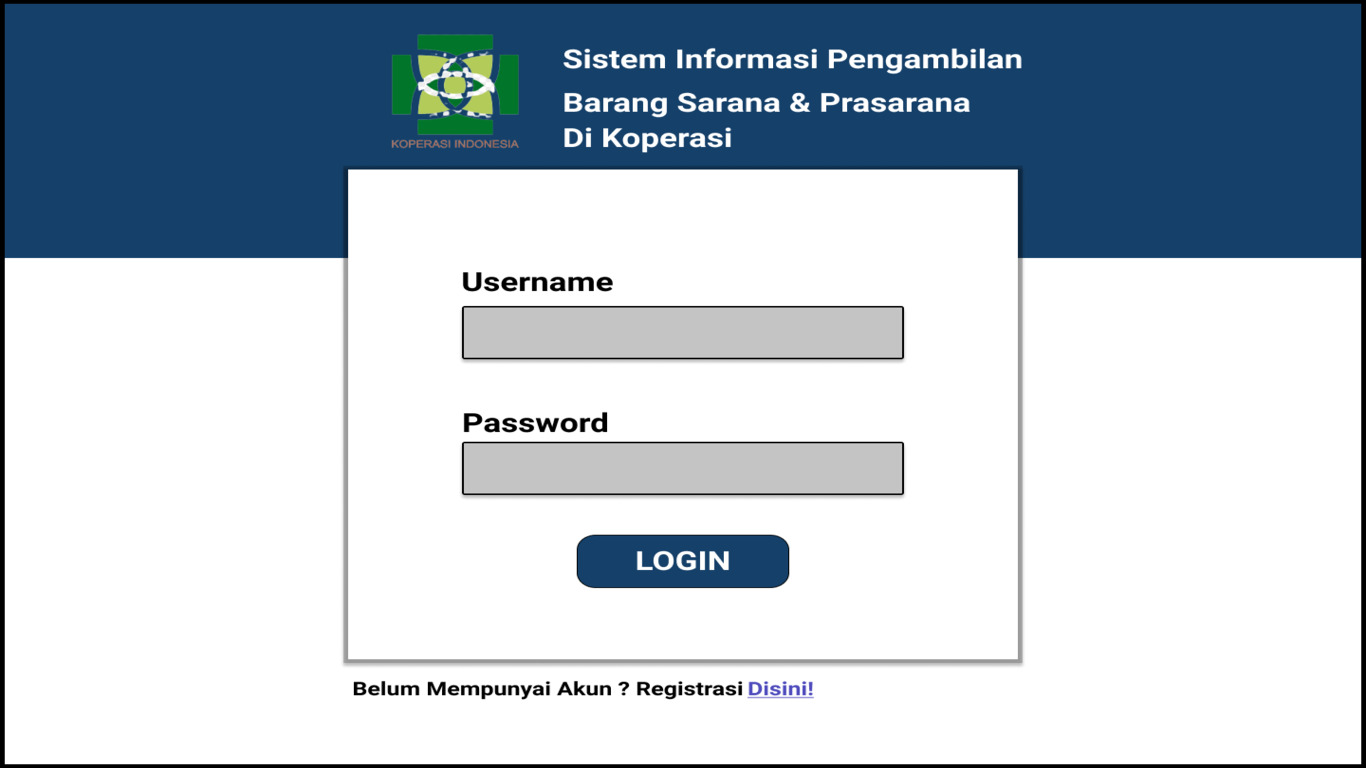 KOPERASI INDONESIA
Sistem Informasi Pengambilan
Barang Sarana & Prasarana
Di Koperasi
Username
Password
LOGIN
Belum Mempunyai Akun ? Registrasi Disini!